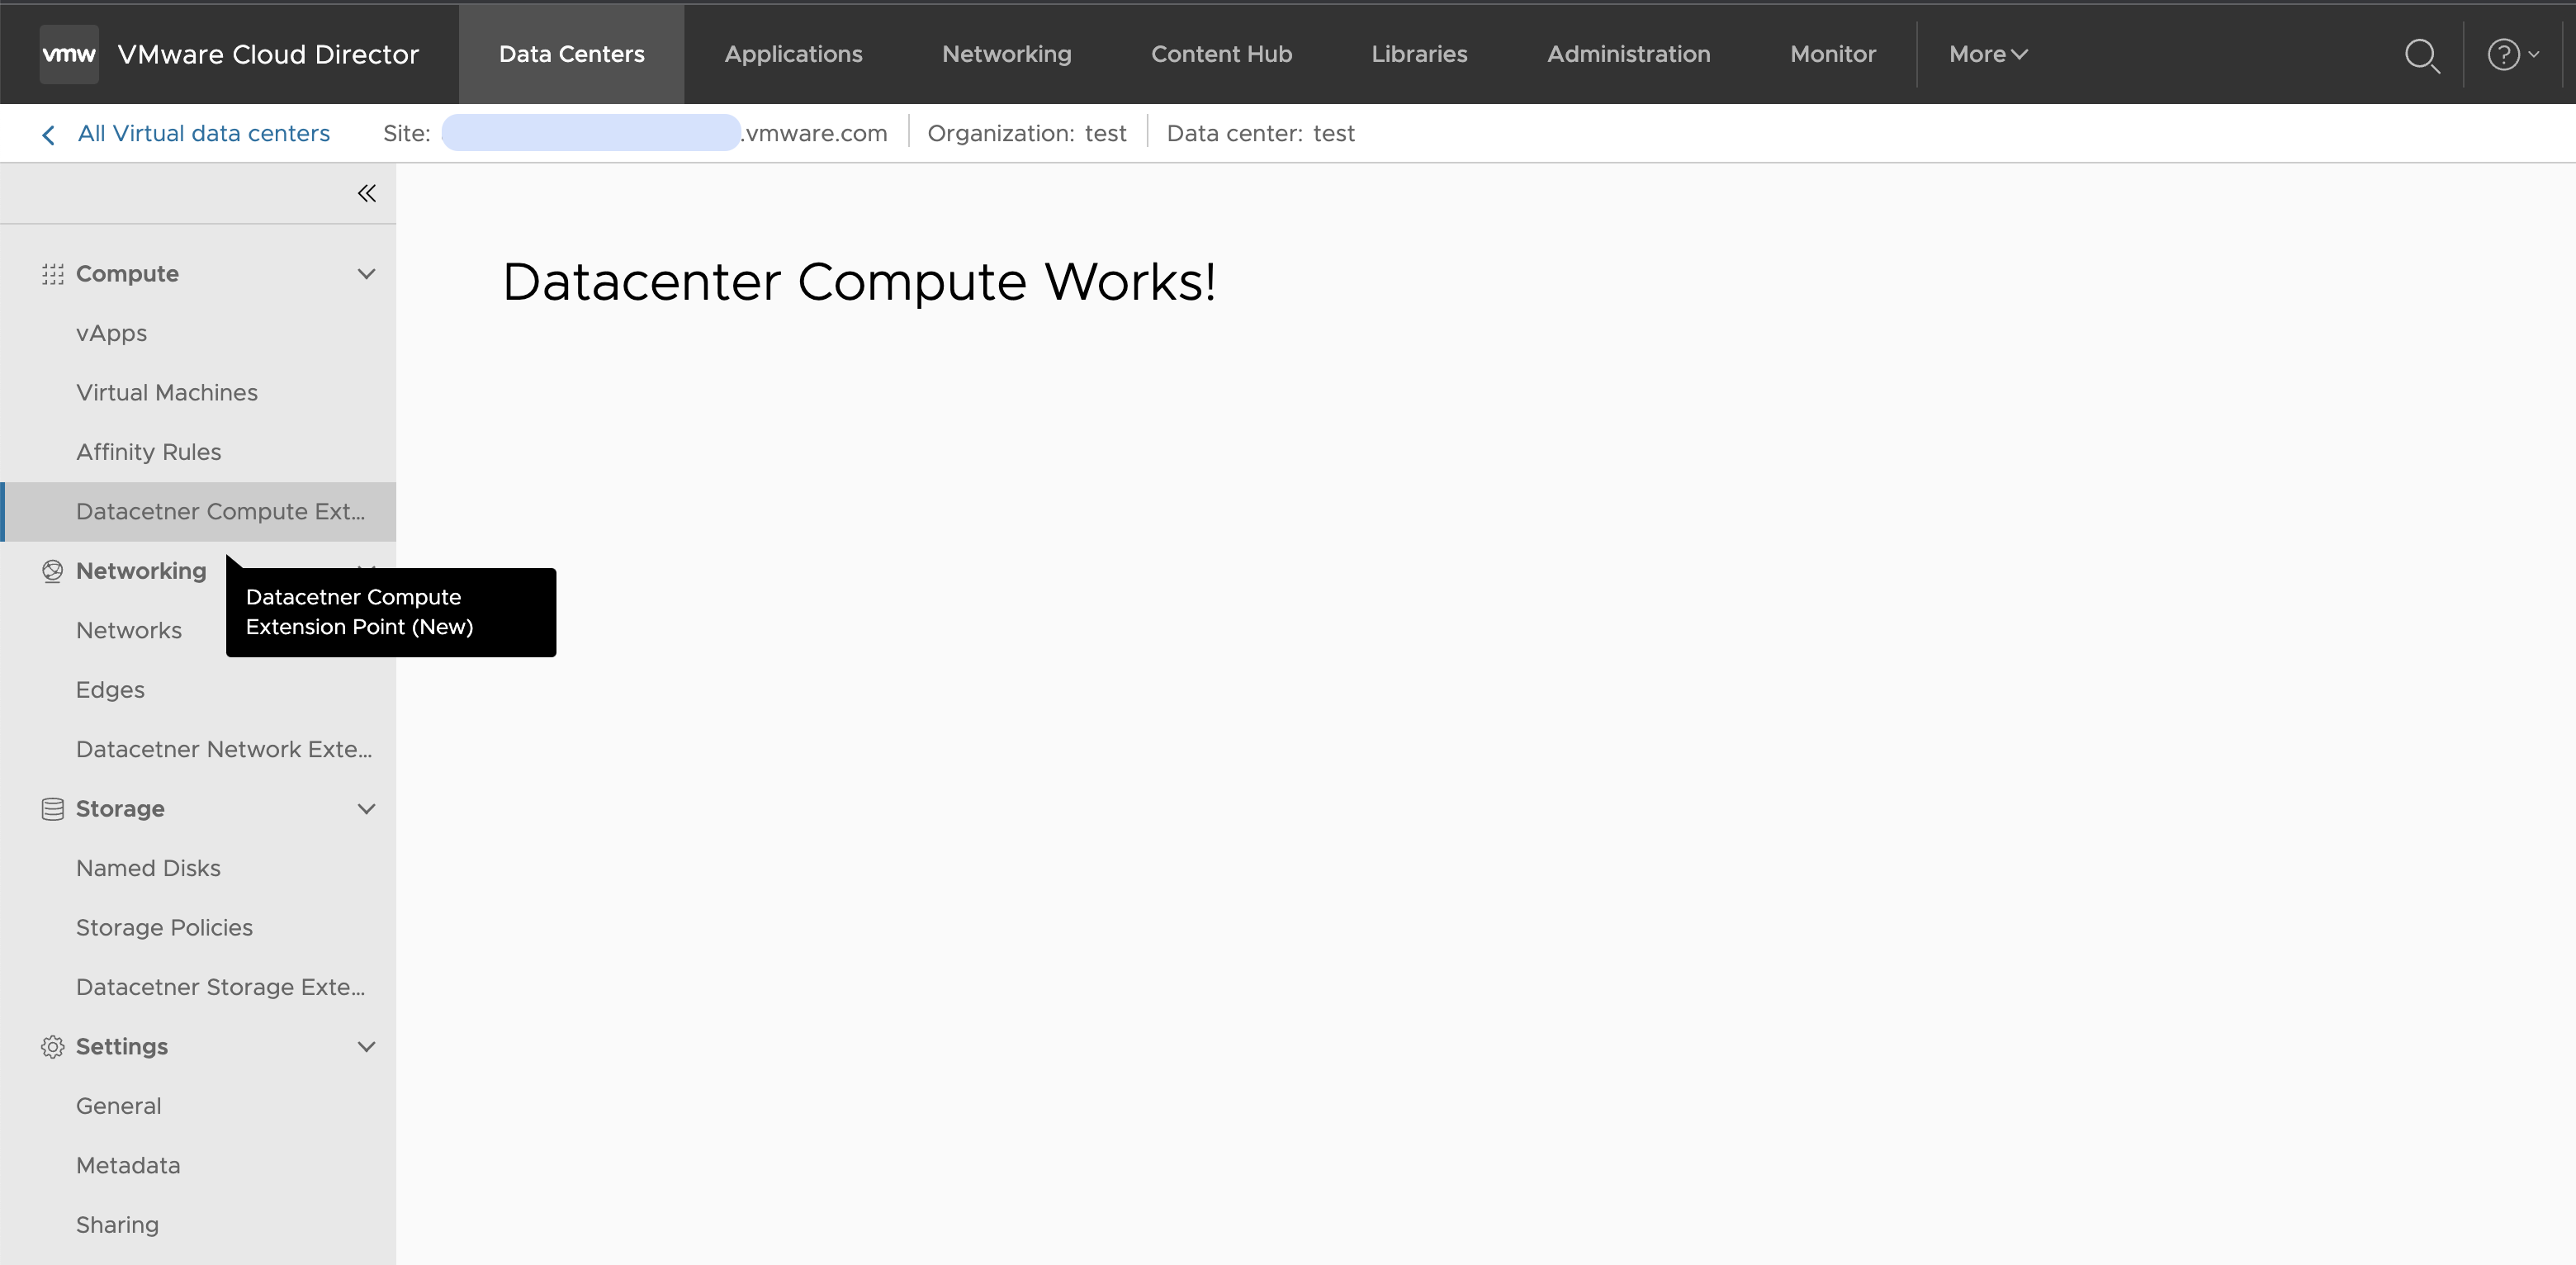 vmw VMware Cloud Director Data Centers Applications Networking Content Hub Libraries Administration Monitor More ?
All Virtual data centers Site: .vmware.com Organization: test Data center: test
Compute
vApps
Virtual Machines
Affinity Rules
Datacetner Compute Ext...
Networking
Networks
Edges
Datacetner Network Exte...
Storage
Named Disks
Storage Policies
Datacetner Storage Exte...
Settings
General
Metadata
Sharing
Datacetner Compute
Extension Point (New)
Datacenter Compute Works!